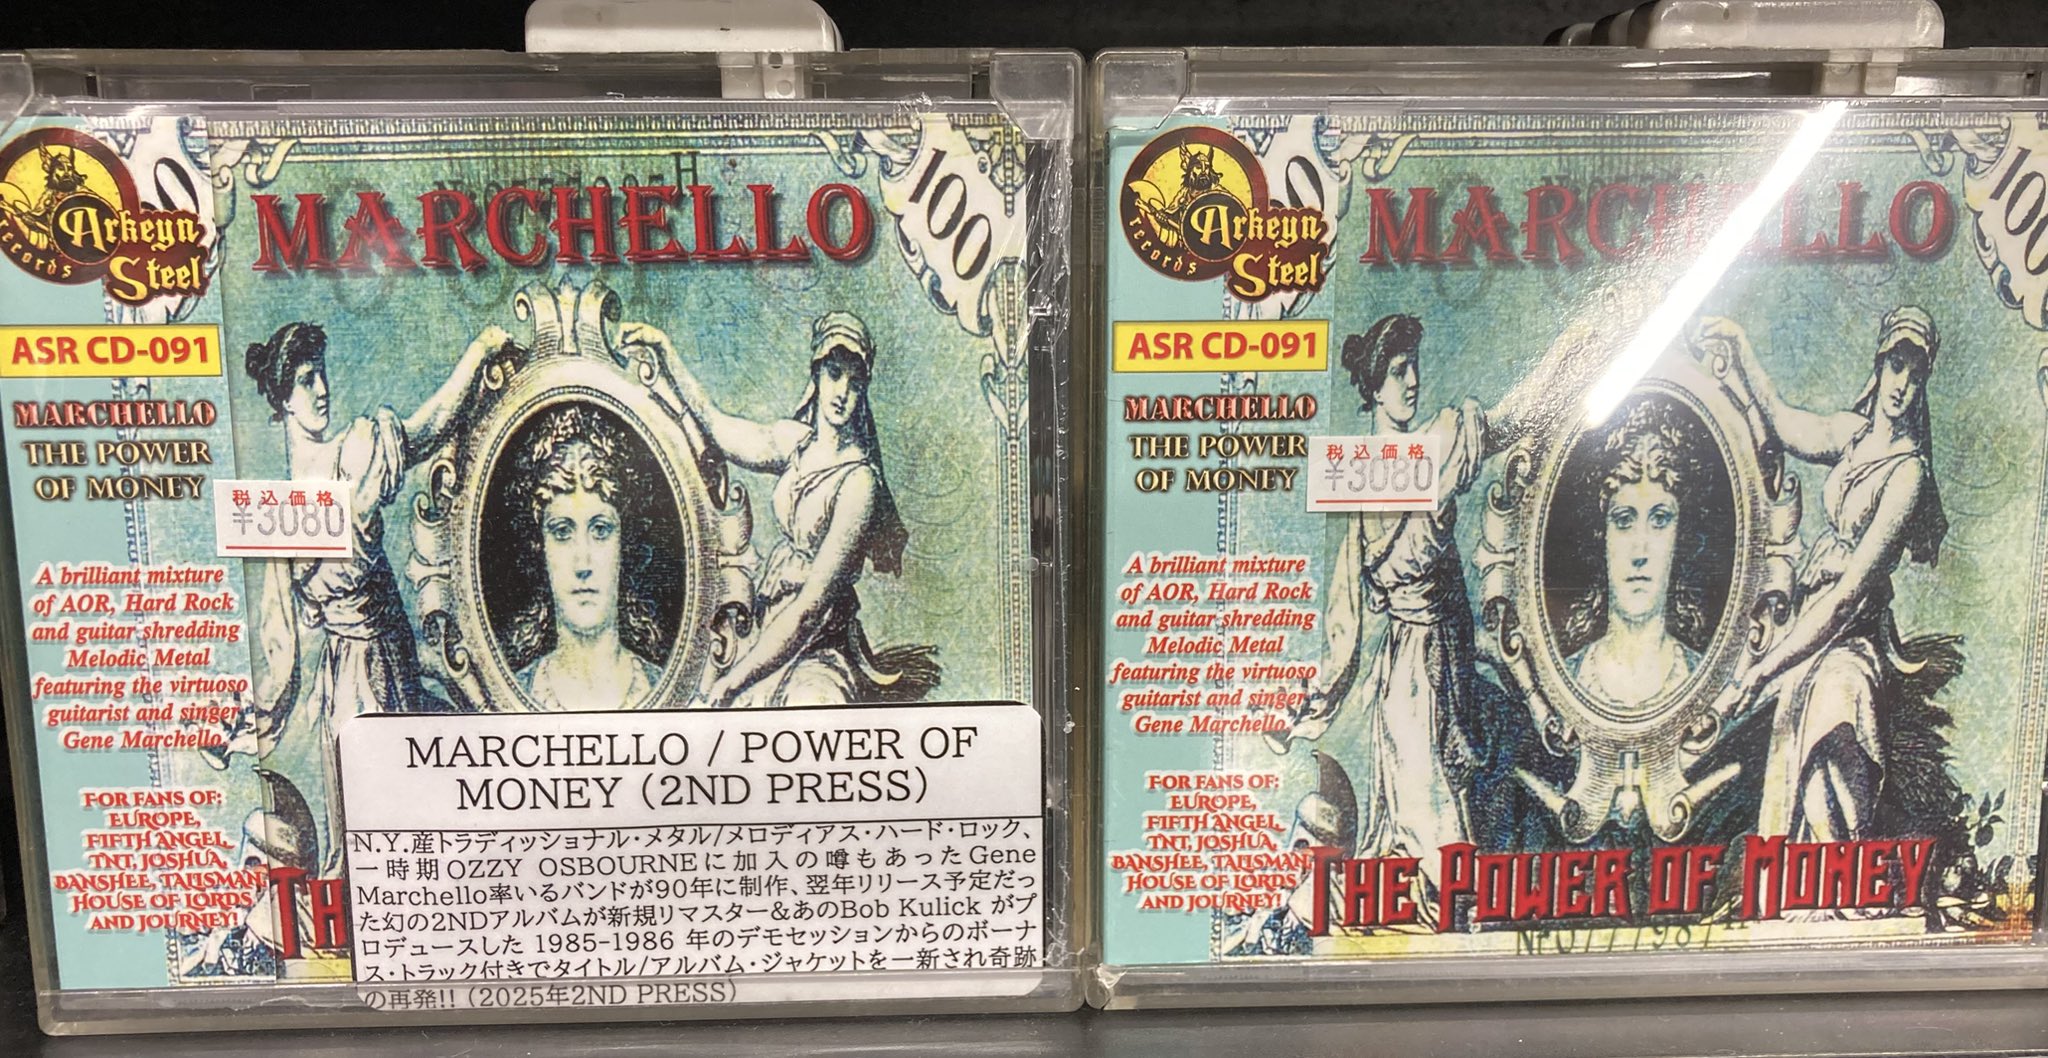 MARCHELLO
100
Arkeyn
Steel
records
ASR CD-091
MARCHELLO
THE POWER
OF MONEY
税込価格
¥3080
A brilliant mixture
of AOR, Hard Rock
and guitar shredding
Melodic Metal
featuring the virtuoso
guitarist and singer
Gene Marchello.
FOR FANS OF:
EUROPE,
FIFTH ANGEL,
TNT, JOSHUA,
BANSHEE, TALISMAN,
HOUSE OF LORDS
AND JOURNEY!
MARCHELLO / POWER OF
MONEY (2ND PRESS)
N.Y.産トラディッショナル・メタル/メロディアス・ハード・ロック、
一時期OZZY OSBOURNEに加入の噂もあったGene
Marchello率いるバンドが90年に制作、翌年リリース予定だっ
た幻の2NDアルバムが新規リマスター&あのBob Kulick がプ
ロデュースした 1985-1986 年のデモセッションからのボーナ
ス・トラック付きでタイトル/アルバム・ジャケットを一新され奇跡
の再発!! (2025年2ND PRESS)
MARCHELLO
100
Arkeyn
Steel
records
ASR CD-091
MARCHELLO
THE POWER
OF MONEY
税込価格
¥3080
A brilliant mixture
of AOR, Hard Rock
and guitar shredding
Melodic Metal
featuring the virtuoso
guitarist and singer
Gene Marchello.
FOR FANS OF:
EUROPE,
FIFTH ANGEL,
TNT, JOSHUA,
BANSHEE, TALISMAN,
HOUSE OF LORDS
AND JOURNEY!
THE POWER OF MONEY